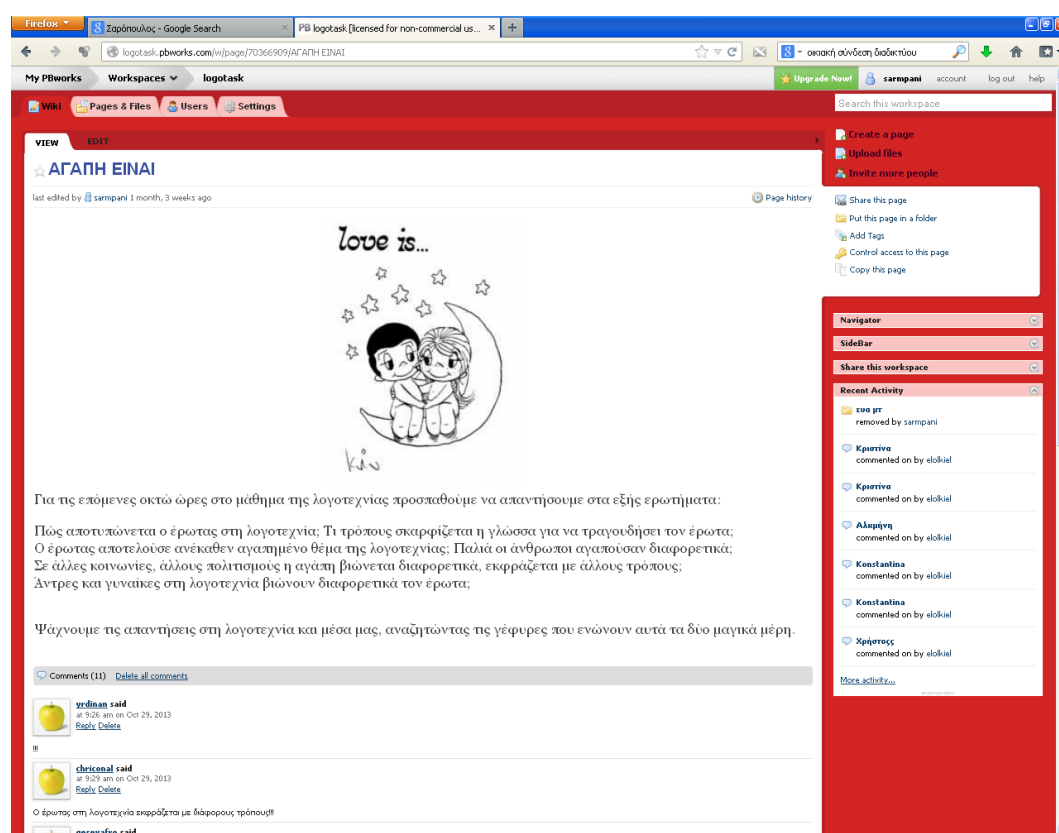 Firefox
Σαρόπουλος - Google Search
PB logotask [licensed for non-commercial us...
logotask.pbworks.com/w/page/70366909/ΑΓΑΠΗ ΕΙΝΑΙ
οικιακή σύνδεση διαδικτύου
My PBworks Workspaces logotask
Upgrade Now! sarmpani account log out help
Wiki Pages & Files Users Settings
Search this workspace
VIEW EDIT
ΑΓΑΠΗ ΕΙΝΑΙ
last edited by sarmpani 1 month, 3 weeks ago
Page history
love is...
Για τις επόμενες οκτώ ώρες στο μάθημα της λογοτεχνίας προσπαθούμε να απαντήσουμε στα εξής ερωτήματα:
Πώς αποτυπώνεται ο έρωτας στη λογοτεχνία; Τι τρόπους σκαρφίζεται η γλώσσα για να τραγουδήσει τον έρωτα;
Ο έρωτας αποτελούσε ανέκαθεν αγαπημένο θέμα της λογοτεχνίας; Παλιά οι άνθρωποι αγαπούσαν διαφορετικά;
Σε άλλες κοινωνίες, άλλους πολιτισμούς η αγάπη βιώνεται διαφορετικά, εκφράζεται με άλλους τρόπους;
Άντρες και γυναίκες στη λογοτεχνία βιώνουν διαφορετικά τον έρωτα;
Ψάχνουμε τις απαντήσεις στη λογοτεχνία και μέσα μας, αναζητώντας τις γέφυρες που ενώνουν αυτά τα δύο μαγικά μέρη.
Comments (11) Delete all comments
yrdinan said
at 9:26 am on Oct 29, 2013
Reply Delete
!!!
chriconal said
at 9:29 am on Oct 29, 2013
Reply Delete
Ο έρωτας στη λογοτεχνία εκφράζεται με διάφορους τρόπους!!!
Create a page
Upload files
Invite more people
Share this page
Put this page in a folder
Add Tags
Control access to this page
Copy this page
Navigator
SideBar
Share this workspace
Recent Activity
ευα μτ
removed by sarmpani
Κριστίνα
commented on by elolkiel
Κριστίνα
commented on by elolkiel
Αλκμήνη
commented on by elolkiel
Konstantina
commented on by elolkiel
Konstantina
commented on by elolkiel
Χρήστοςς
commented on by elolkiel
More activity...